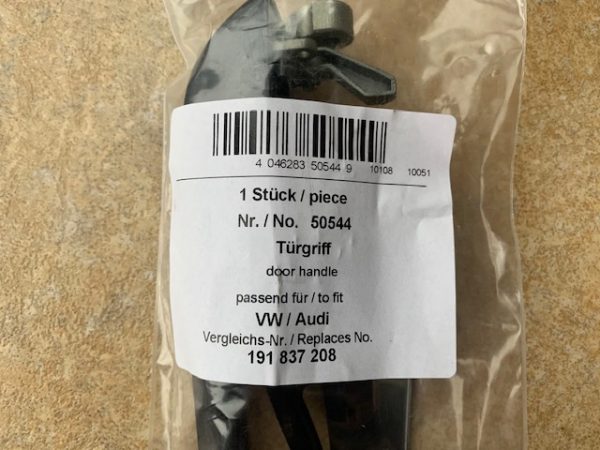 4 046283 50544 9 10108 10051
1 Stück / piece
Nr. / No. 50544
Türgriff
door handle
passend für / to fit
VW / Audi
Vergleichs-Nr. / Replaces No.
191 837 208